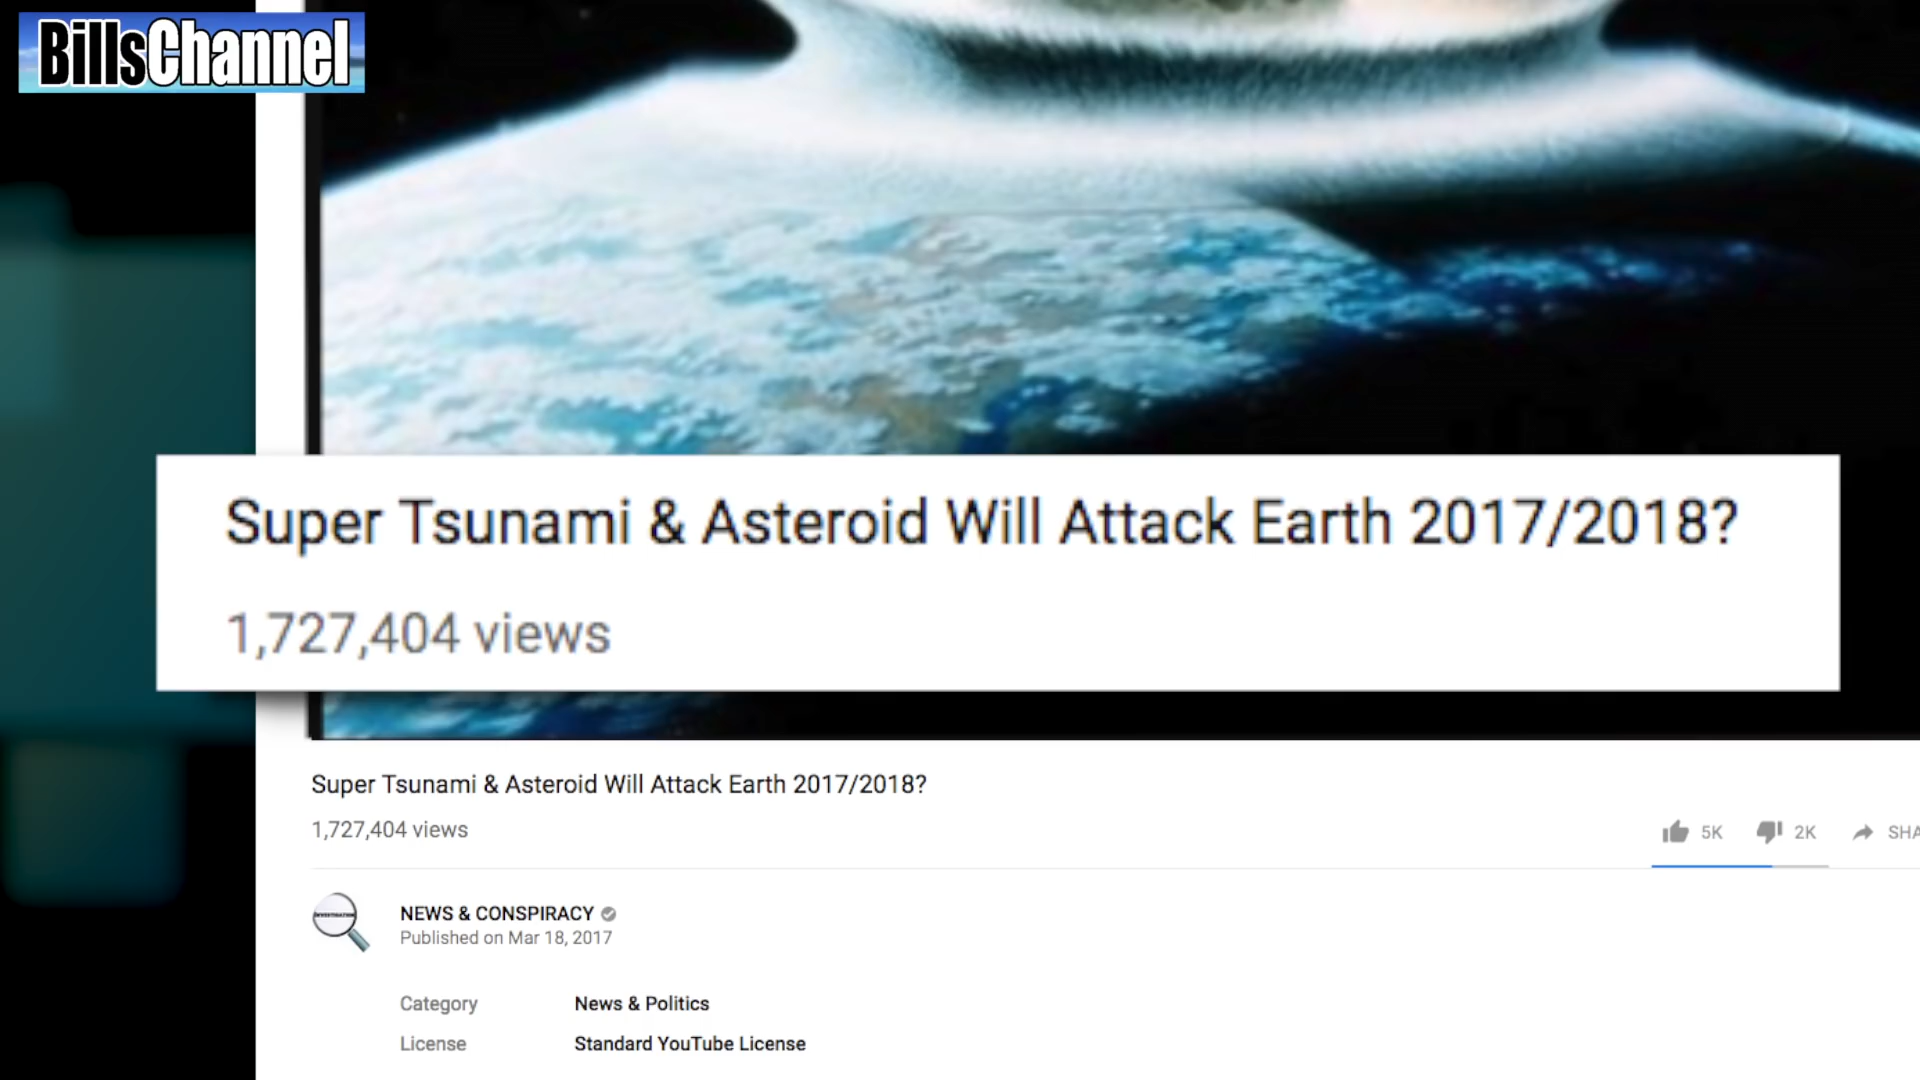 BillsChannel
Super Tsunami & Asteroid Will Attack Earth 2017/2018?
1,727,404 views
Super Tsunami & Asteroid Will Attack Earth 2017/2018?
1,727,404 views
5K 2K SHA
INVESTIGATION
NEWS & CONSPIRACY
Published on Mar 18, 2017
Category News & Politics
License Standard YouTube License